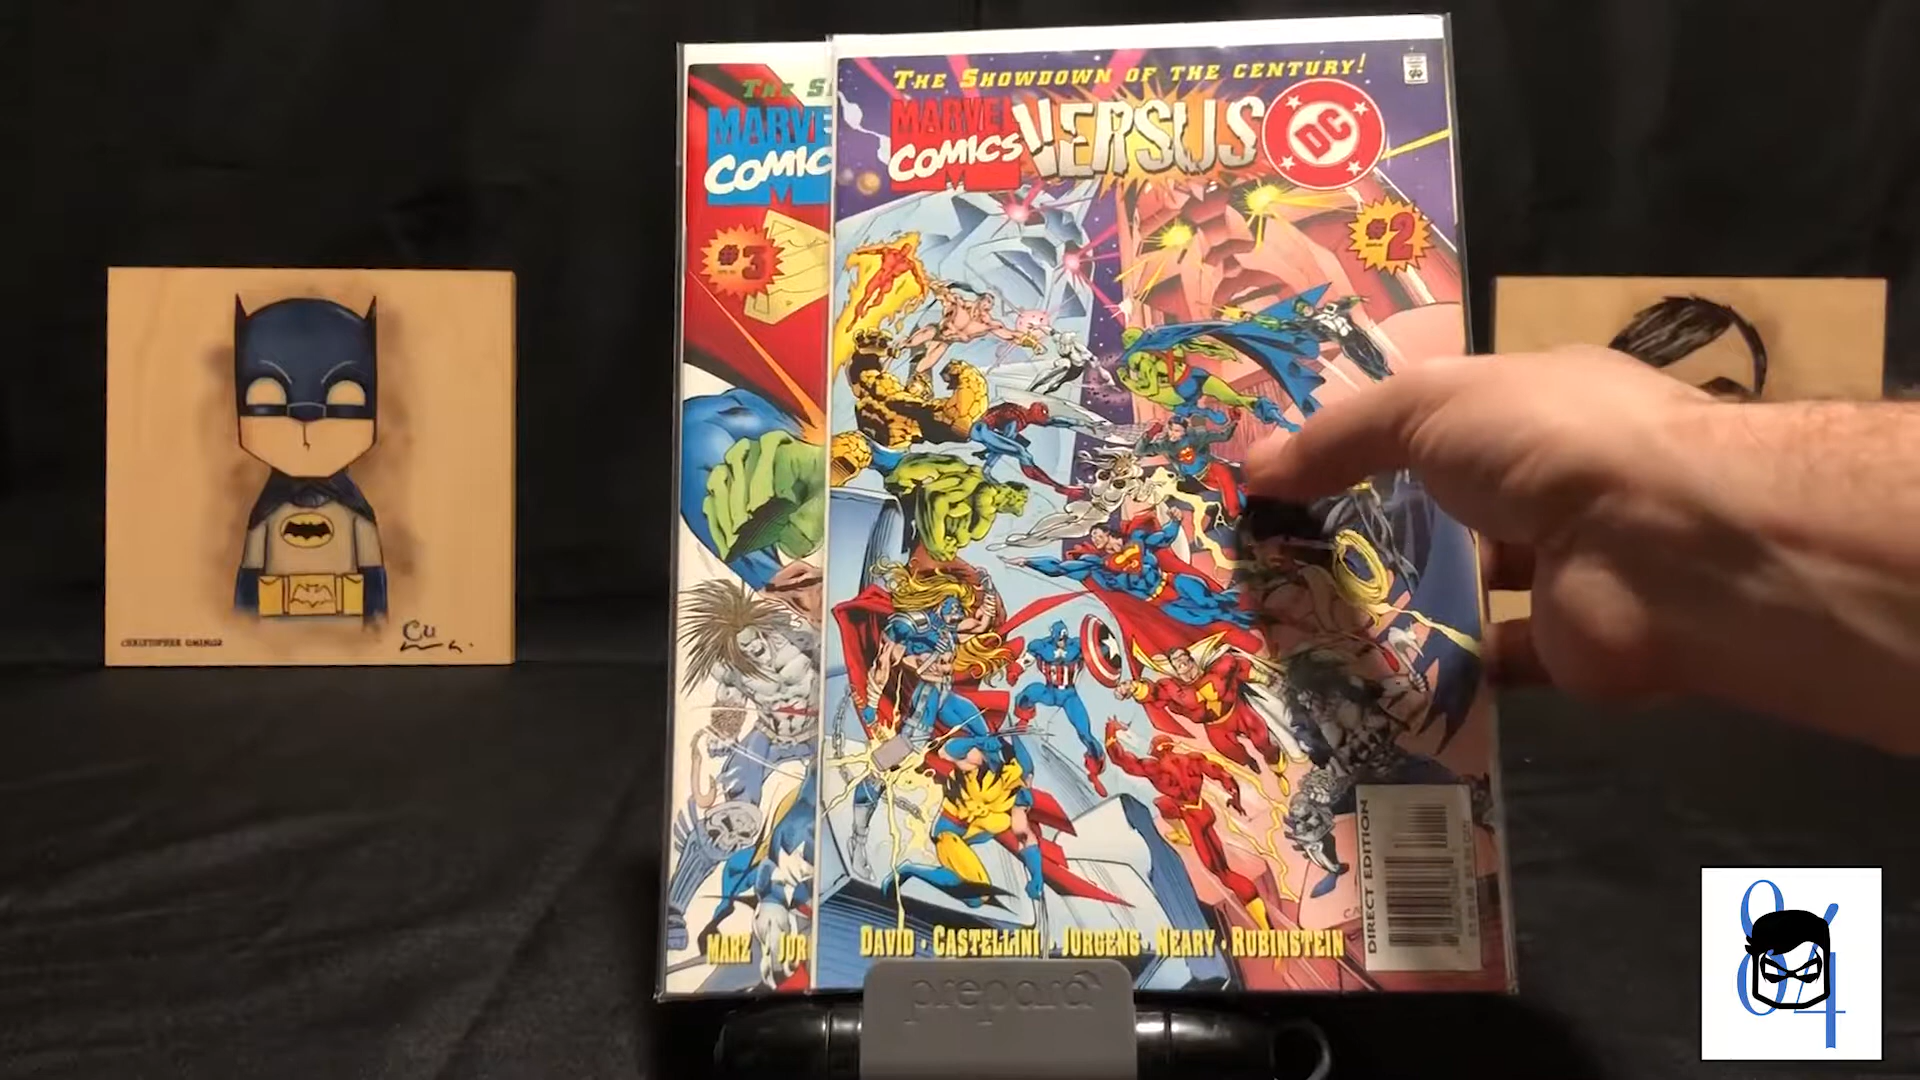 THE SHOWDOWN OF THE CENTURY!
MARVEL COMICS VERSUS DC
#2
DAVID · CASTELLINI · JURGENS · NEARY · RUBINSTEIN
DIRECT EDITION
THE S
MARVE
COMIC
#3
MARZ JUR
prepara